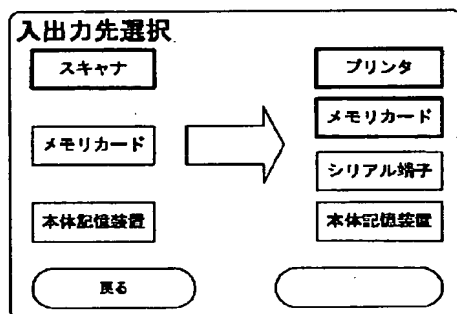 入出力先選択
スキャナ
メモリカード
本体記憶装置
プリンタ
メモリカード
シリアル端子
本体記憶装置
戻る